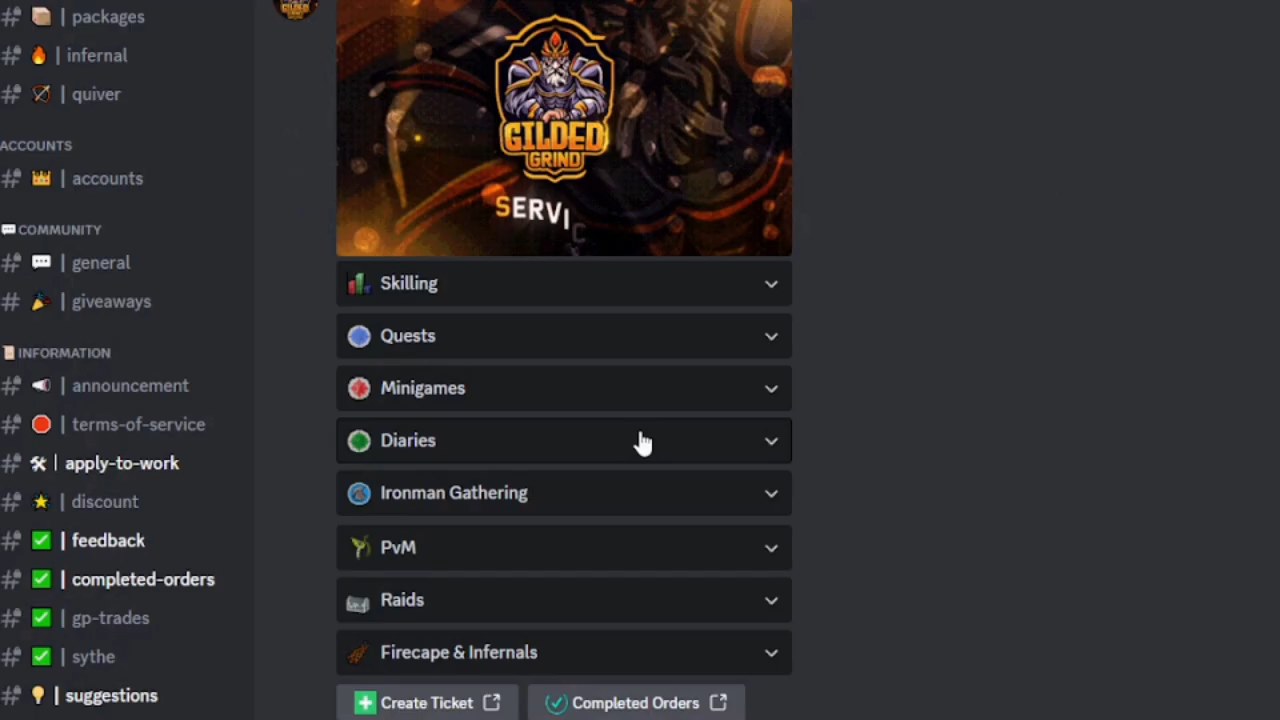 # | packages
# | infernal
# | quiver
ACCOUNTS
# | accounts
COMMUNITY
# | general
# | giveaways
INFORMATION
# | announcement
# | terms-of-service
# | apply-to-work
# | discount
# | feedback
# | completed-orders
# | gp-trades
# | sythe
# | suggestions
GILDED
GRIND
SERVIC
Skilling
Quests
Minigames
Diaries
Ironman Gathering
PvM
Raids
Firecape & Infernals
Create Ticket
Completed Orders